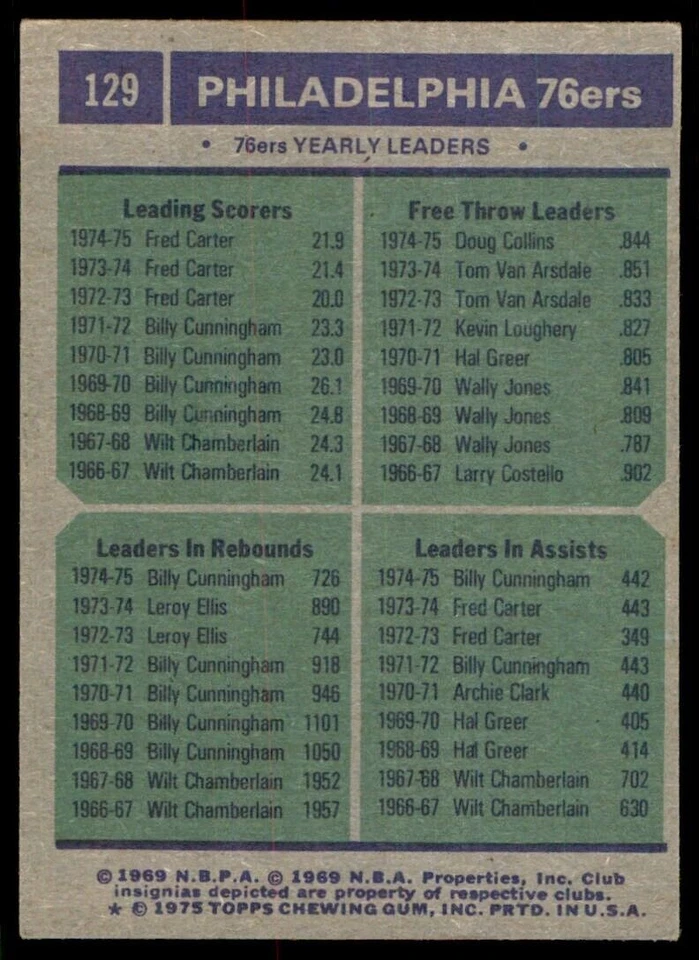 129 PHILADELPHIA 76ers
• 76ers YEARLY LEADERS •
Leading Scorers
1974-75 Fred Carter 21.9
1973-74 Fred Carter 21.4
1972-73 Fred Carter 20.0
1971-72 Billy Cunningham 23.3
1970-71 Billy Cunningham 23.0
1969-70 Billy Cunningham 26.1
1968-69 Billy Cunningham 24.8
1967-68 Wilt Chamberlain 24.3
1966-67 Wilt Chamberlain 24.1
Free Throw Leaders
1974-75 Doug Collins .844
1973-74 Tom Van Arsdale .851
1972-73 Tom Van Arsdale .833
1971-72 Kevin Loughery .827
1970-71 Hal Greer .805
1969-70 Wally Jones .841
1968-69 Wally Jones .809
1967-68 Wally Jones .787
1966-67 Larry Costello .902
Leaders In Rebounds
1974-75 Billy Cunningham 726
1973-74 Leroy Ellis 890
1972-73 Leroy Ellis 744
1971-72 Billy Cunningham 918
1970-71 Billy Cunningham 946
1969-70 Billy Cunningham 1101
1968-69 Billy Cunningham 1050
1967-68 Wilt Chamberlain 1952
1966-67 Wilt Chamberlain 1957
Leaders In Assists
1974-75 Billy Cunningham 442
1973-74 Fred Carter 443
1972-73 Fred Carter 349
1971-72 Billy Cunningham 443
1970-71 Archie Clark 440
1969-70 Hal Greer 405
1968-69 Hal Greer 414
1967-68 Wilt Chamberlain 702
1966-67 Wilt Chamberlain 630
© 1969 N.B.P.A. © 1969 N.B.A. Properties, Inc. Club
insignias depicted are property of respective clubs.
★ © 1975 TOPPS CHEWING GUM, INC. PRTD. IN U.S.A.